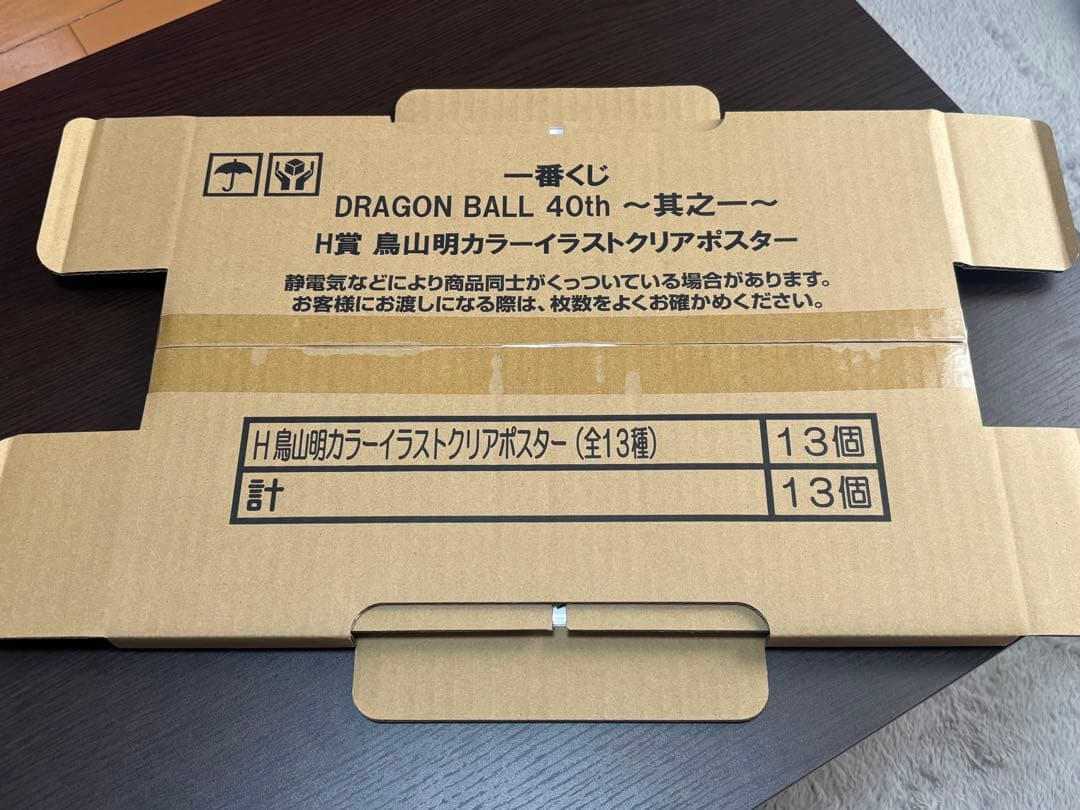 一番くじ
DRAGON BALL 40th ～其之一～
H賞 鳥山明カラーイラストクリアポスター
静電気などにより商品同士がくっついている場合があります。
お客様にお渡しになる際は、枚数をよくお確かめください。
H 鳥山明カラーイラストクリアポスター（全13種） 13個
計 13個